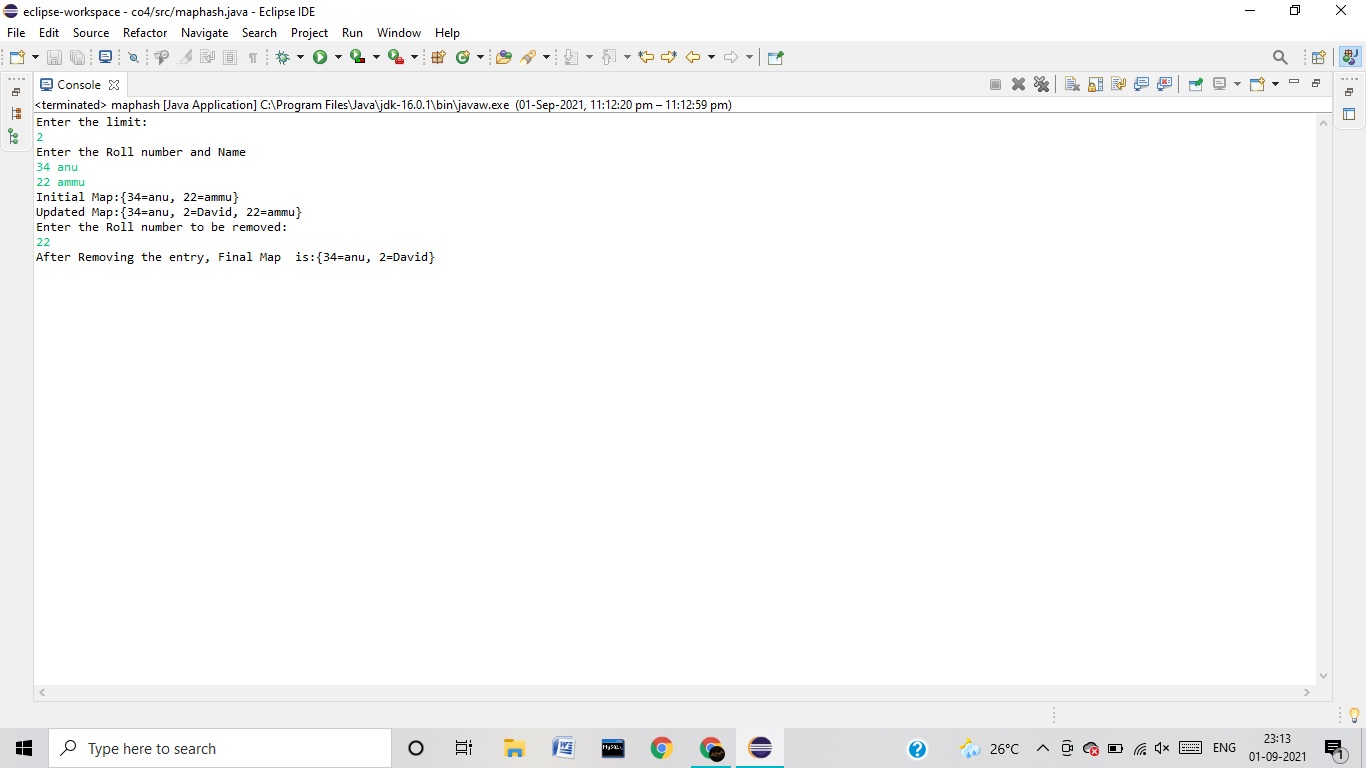 eclipse-workspace - co4/src/maphash.java - Eclipse IDE
File Edit Source Refactor Navigate Search Project Run Window Help
Console
<terminated> maphash [Java Application] C:\Program Files\Java\jdk-16.0.1\bin\javaw.exe (01-Sep-2021, 11:12:20 pm – 11:12:59 pm)
Enter the limit:
2
Enter the Roll number and Name
34 anu
22 ammu
Initial Map:{34=anu, 22=ammu}
Updated Map:{34=anu, 2=David, 22=ammu}
Enter the Roll number to be removed:
22
After Removing the entry, Final Map  is:{34=anu, 2=David}
Type here to search
26°C
ENG
23:13
01-09-2021
1